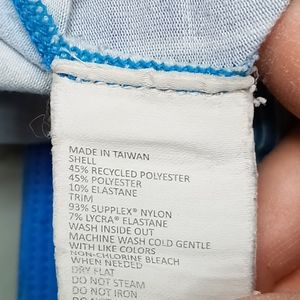 MADE IN TAIWAN
SHELL
45% RECYCLED POLYESTER
45% POLYESTER
10% ELASTANE
TRIM
93% SUPPLEX® NYLON
7% LYCRA® ELASTANE
WASH INSIDE OUT
MACHINE WASH COLD GENTLE
WITH LIKE COLORS
NON-CHLORINE BLEACH
WHEN NEEDED
DRY FLAT
DO NOT STEAM
DO NOT IRON